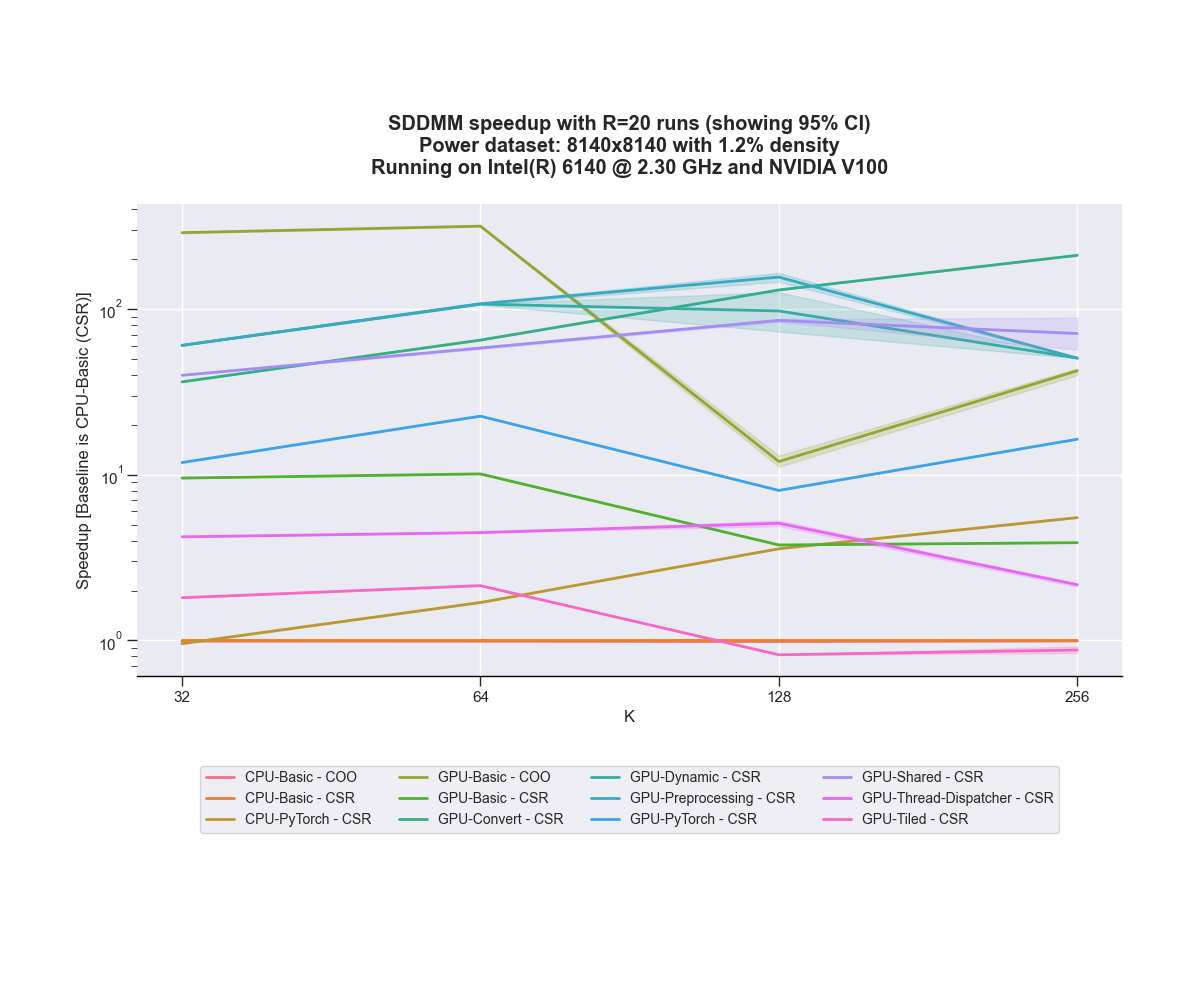 SDDMM speedup with R=20 runs (showing 95% CI)
Power dataset: 8140x8140 with 1.2% density
Running on Intel(R) 6140 @ 2.30 GHz and NVIDIA V100
Speedup [Baseline is CPU-Basic (CSR)]
10^2
10^1
10^0
32 64 128 256
K
CPU-Basic - COO GPU-Basic - COO GPU-Dynamic - CSR GPU-Shared - CSR
CPU-Basic - CSR GPU-Basic - CSR GPU-Preprocessing - CSR GPU-Thread-Dispatcher - CSR
CPU-PyTorch - CSR GPU-Convert - CSR GPU-PyTorch - CSR GPU-Tiled - CSR